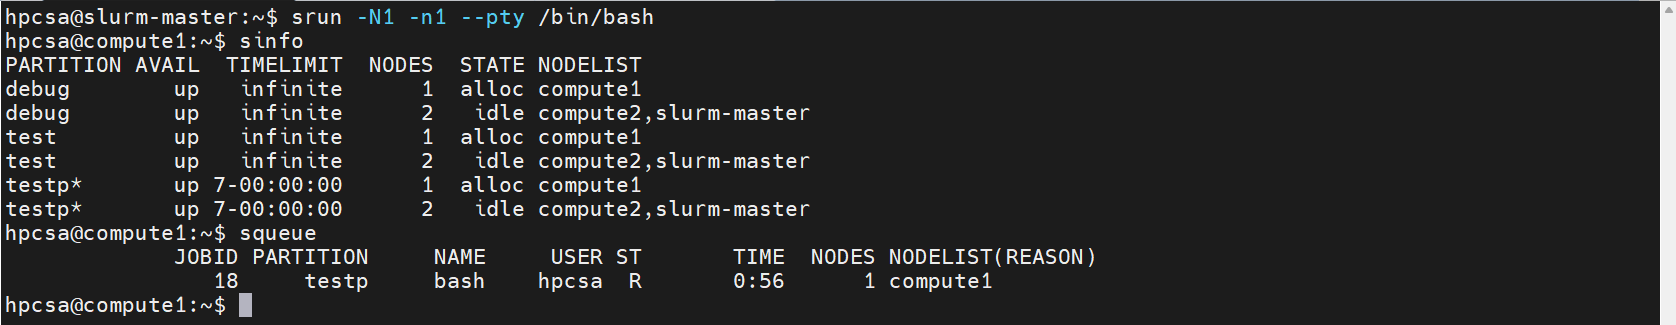 hpcsa@slurm-master:~$ srun -N1 -n1 --pty /bin/bash
hpcsa@compute1:~$ sinfo
PARTITION AVAIL  TIMELIMIT  NODES  STATE NODELIST
debug        up   infinite      1  alloc compute1
debug        up   infinite      2   idle compute2,slurm-master
test         up   infinite      1  alloc compute1
test         up   infinite      2   idle compute2,slurm-master
testp*       up 7-00:00:00      1  alloc compute1
testp*       up 7-00:00:00      2   idle compute2,slurm-master
hpcsa@compute1:~$ squeue
             JOBID PARTITION     NAME     USER ST       TIME  NODES NODELIST(REASON)
                18     testp     bash    hpcsa  R       0:56      1 compute1
hpcsa@compute1:~$